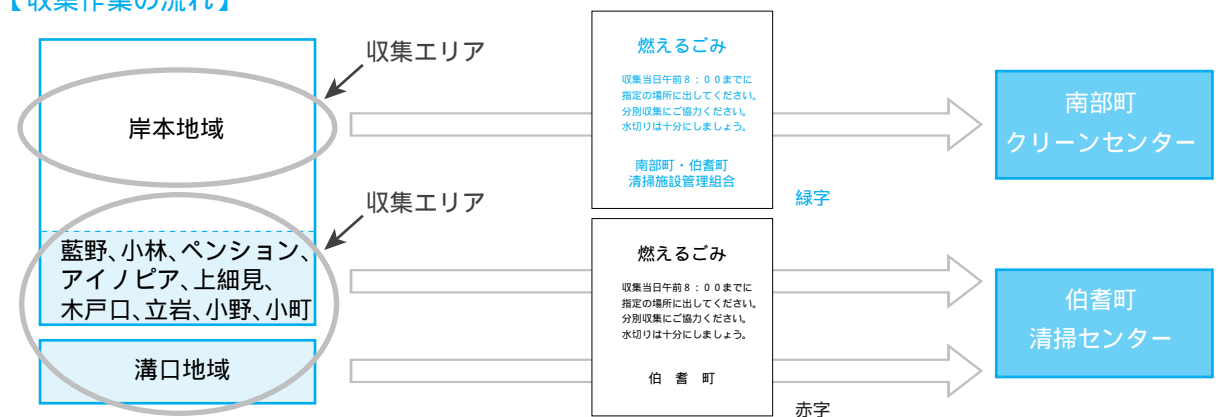 【収集作業の流れ】
収集エリア
岸本地域
燃えるごみ
収集当日午前8：00までに
指定の場所に出してください。
分別収集にご協力ください。
水切りは十分にしましょう。
南部町・伯耆町
清掃施設管理組合
緑字
南部町
クリーンセンター
収集エリア
藍野、小林、ペンション、
アイノピア、上細見、
木戸口、立岩、小野、小町
溝口地域
燃えるごみ
収集当日午前8：00までに
指定の場所に出してください。
分別収集にご協力ください。
水切りは十分にしましょう。
伯 耆 町
赤字
伯耆町
清掃センター